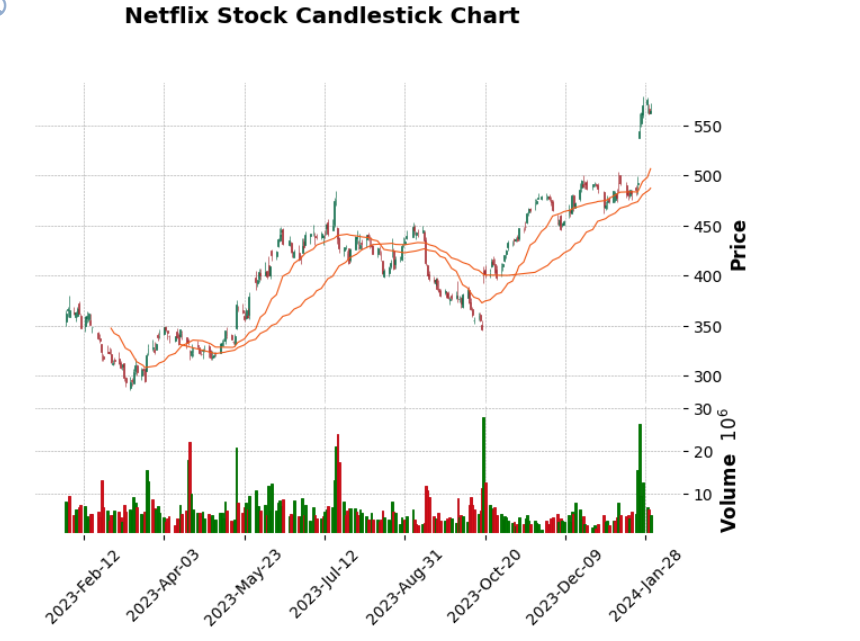 Netflix Stock Candlestick Chart
550
500
450
400
350
300
Price
30
20
10
Volume 10^6
2023-Feb-12
2023-Apr-03
2023-May-23
2023-Jul-12
2023-Aug-31
2023-Oct-20
2023-Dec-09
2024-Jan-28